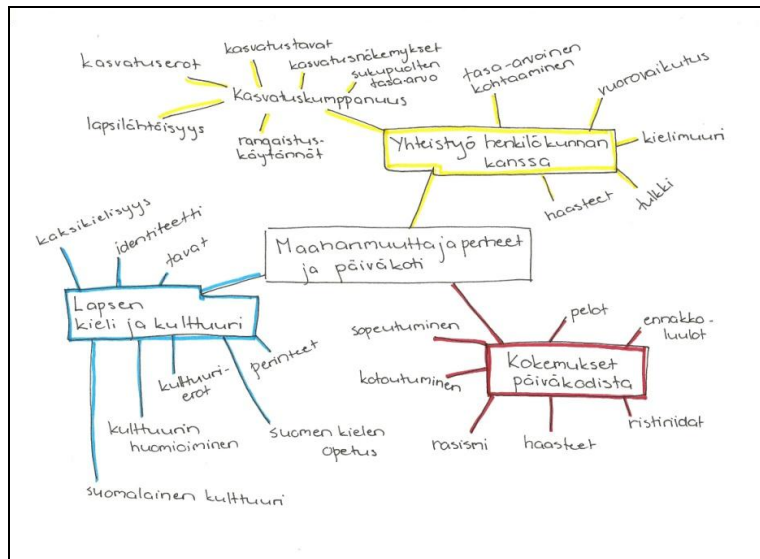 kasvatuserot
kasvatustavat
kasvatusnäkemykset
sukupuolten
tasa-arvo
Kasvatuskumppanuus
lapsilähtöisyys
rangaistus-
käytännöt
tasa-arvoinen
kohtaaminen
vuorovaikutus
Yhteistyö henkilökunnan
kanssa
kielimuuri
tulkki
haasteet
Maahanmuuttajaperheet
ja päiväkoti
kaksikielisyys
identiteetti
tavat
Lapsen
kieli ja kulttuuri
perinteet
kulttuuri-
erot
kulttuurin
huomioiminen
suomen kielen
opetus
suomalainen kulttuuri
sopeutuminen
pelot
ennakko-
luulot
Kokemukset
päiväkodista
kotoutuminen
rasismi
haasteet
ristiriidat